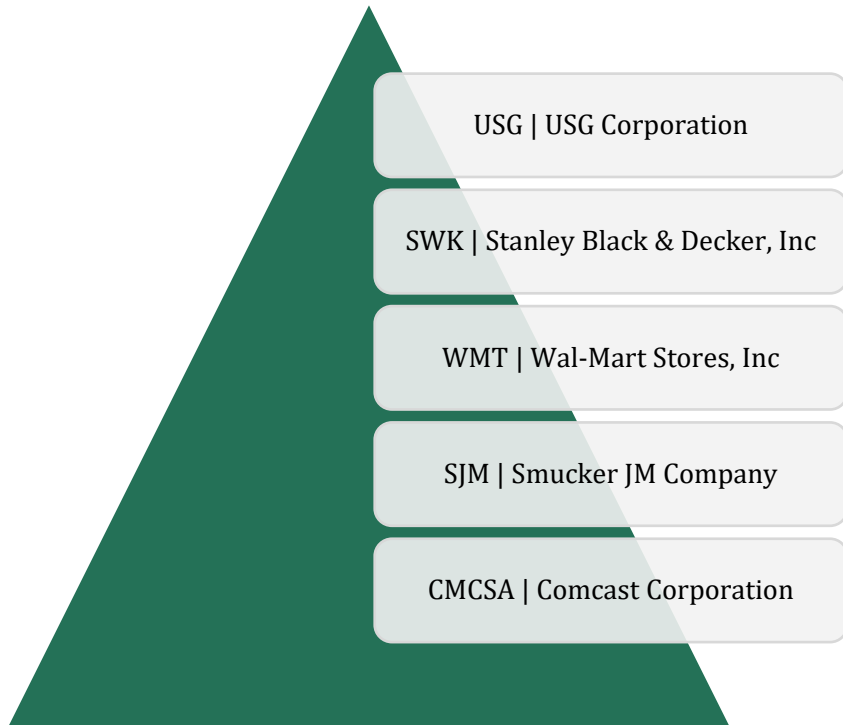 USG | USG Corporation
SWK | Stanley Black & Decker, Inc
WMT | Wal-Mart Stores, Inc
SJM | Smucker JM Company
CMCSA | Comcast Corporation